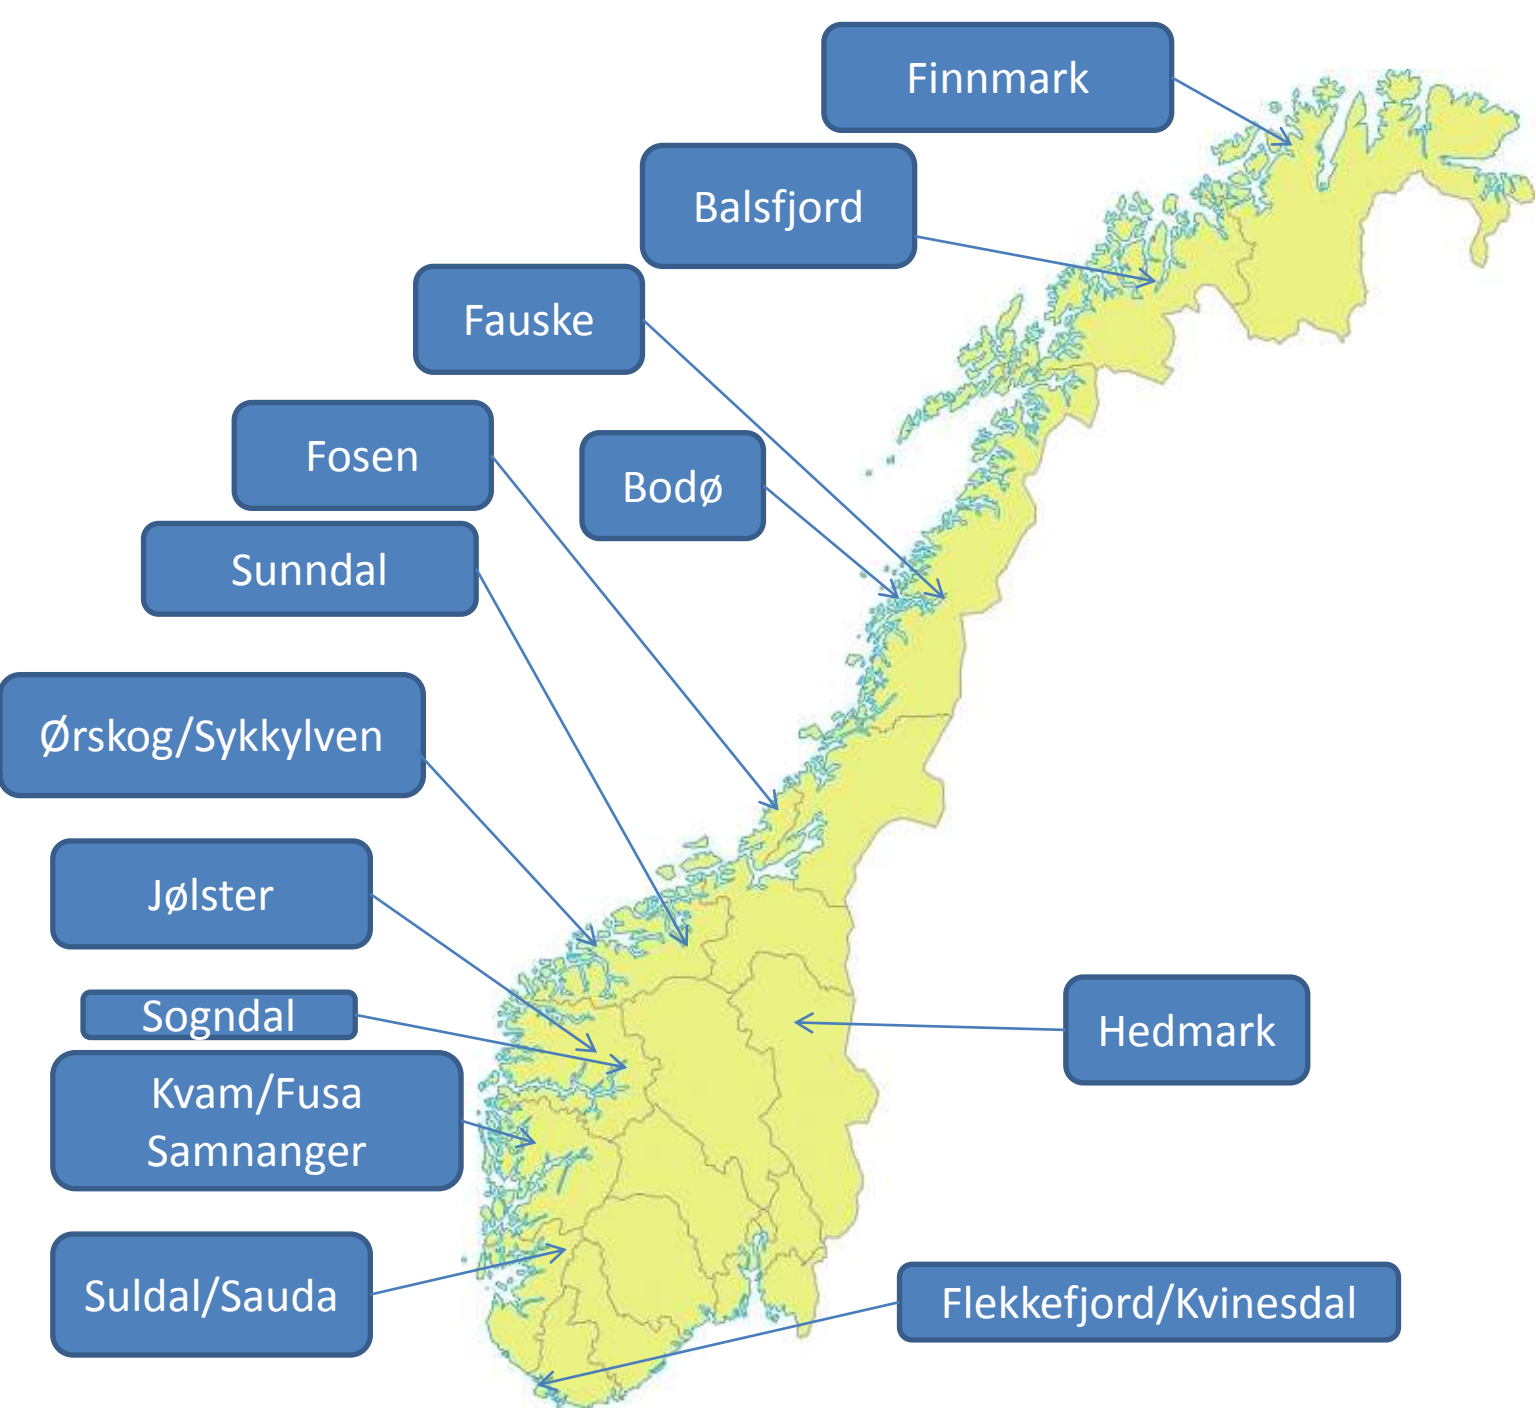 Finnmark
Balsfjord
Fauske
Fosen
Bodø
Sunndal
Ørskog/Sykkylven
Jølster
Sogndal
Hedmark
Kvam/Fusa
Samnanger
Suldal/Sauda
Flekkefjord/Kvinesdal